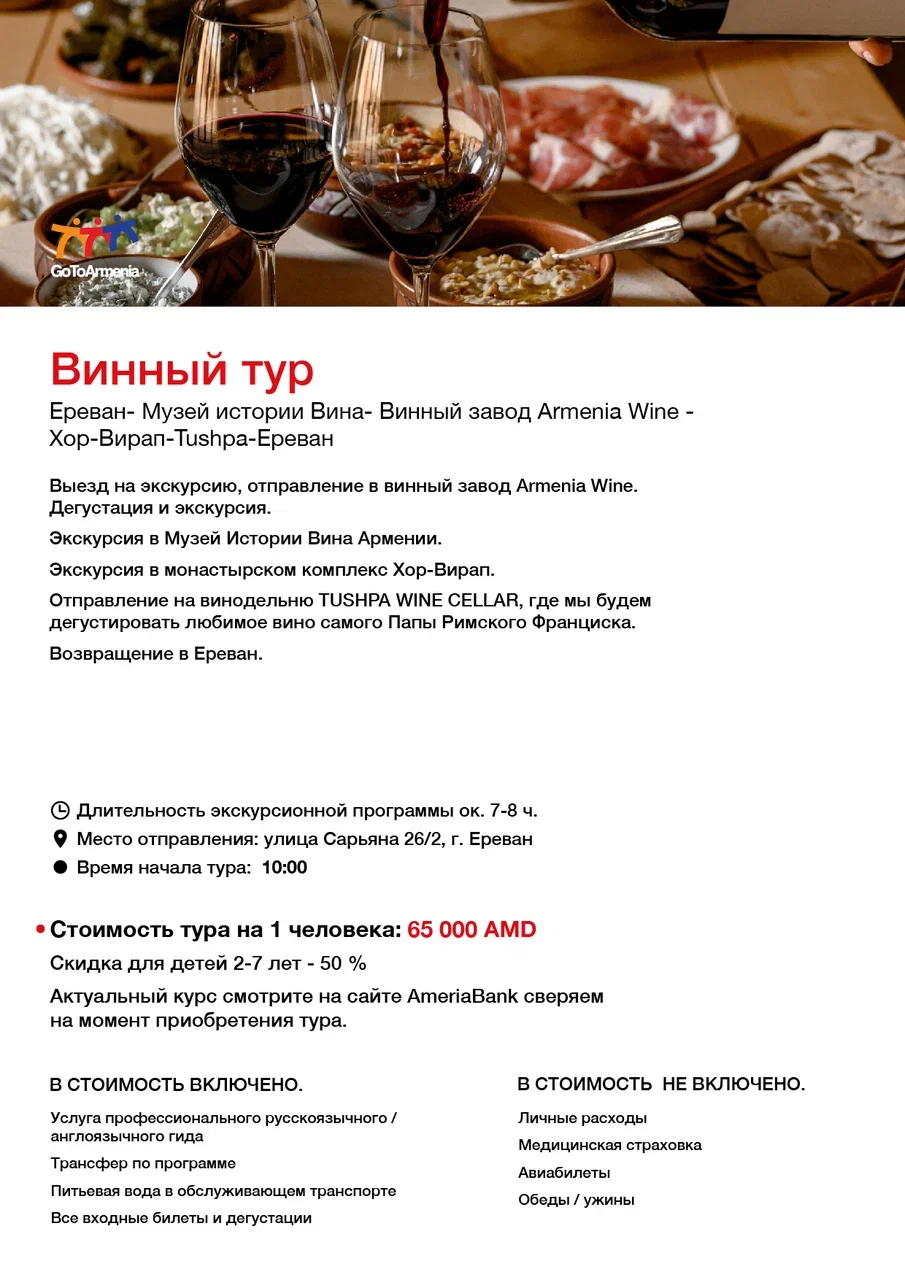 GoToArmenia
Винный тур
Ереван- Музей истории Вина- Винный завод Armenia Wine -
Хор-Вирап-Tushpa-Ереван
Выезд на экскурсию, отправление в винный завод Armenia Wine.
Дегустация и экскурсия.
Экскурсия в Музей Истории Вина Армении.
Экскурсия в монастырском комплекс Хор-Вирап.
Отправление на винодельню TUSHPA WINE CELLAR, где мы будем
дегустировать любимое вино самого Папы Римского Франциска.
Возвращение в Ереван.
Длительность экскурсионной программы ок. 7-8 ч.
Место отправления: улица Сарьяна 26/2, г. Ереван
Время начала тура: 10:00
Стоимость тура на 1 человека: 65 000 AMD
Скидка для детей 2-7 лет - 50 %
Актуальный курс смотрите на сайте AmeriaBank сверяем
на момент приобретения тура.
В СТОИМОСТЬ ВКЛЮЧЕНО.
Услуга профессионального русскоязычного /
англоязычного гида
Трансфер по программе
Питьевая вода в обслуживающем транспорте
Все входные билеты и дегустации
В СТОИМОСТЬ НЕ ВКЛЮЧЕНО.
Личные расходы
Медицинская страховка
Авиабилеты
Обеды / ужины